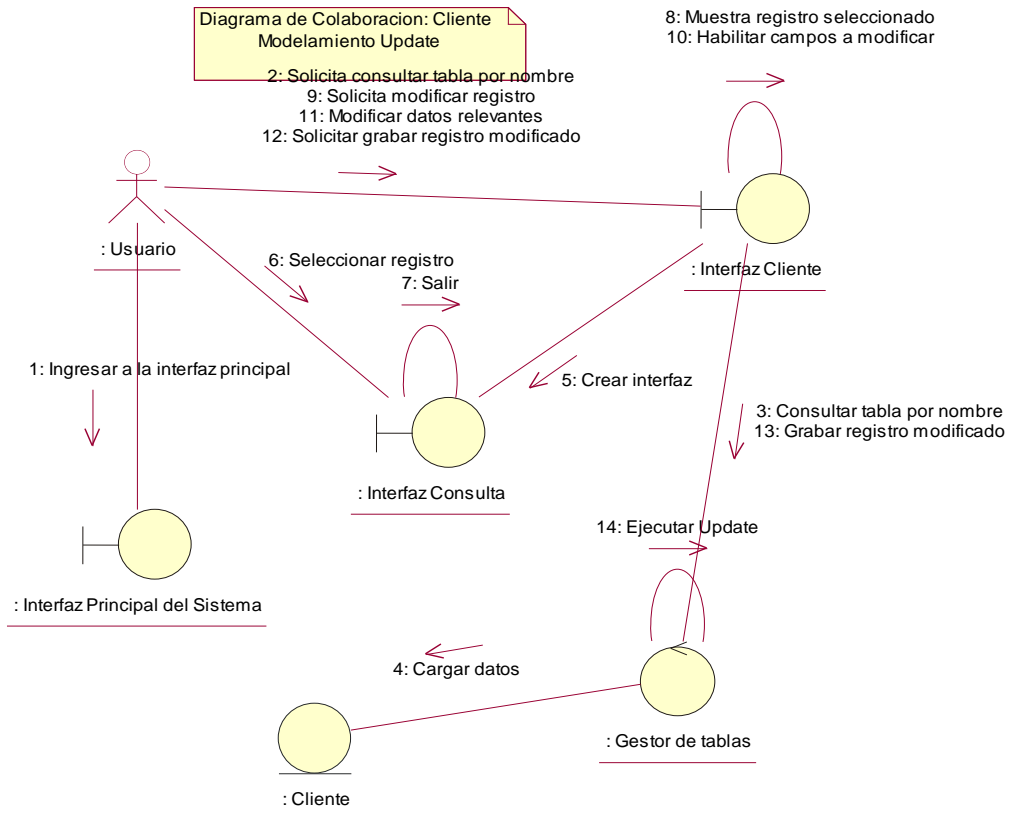 Diagrama de Colaboracion: Cliente
Modelamiento Update
8: Muestra registro seleccionado
10: Habilitar campos a modificar
2: Solicita consultar tabla por nombre
9: Solicita modificar registro
11: Modificar datos relevantes
12: Solicitar grabar registro modificado
: Usuario
: Interfaz Cliente
6: Seleccionar registro
7: Salir
1: Ingresar a la interfaz principal
5: Crear interfaz
3: Consultar tabla por nombre
13: Grabar registro modificado
: Interfaz Consulta
14: Ejecutar Update
: Interfaz Principal del Sistema
4: Cargar datos
: Gestor de tablas
: Cliente